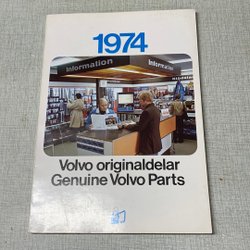 1974
Information
Information
Volvo originaldelar
Genuine Volvo Parts